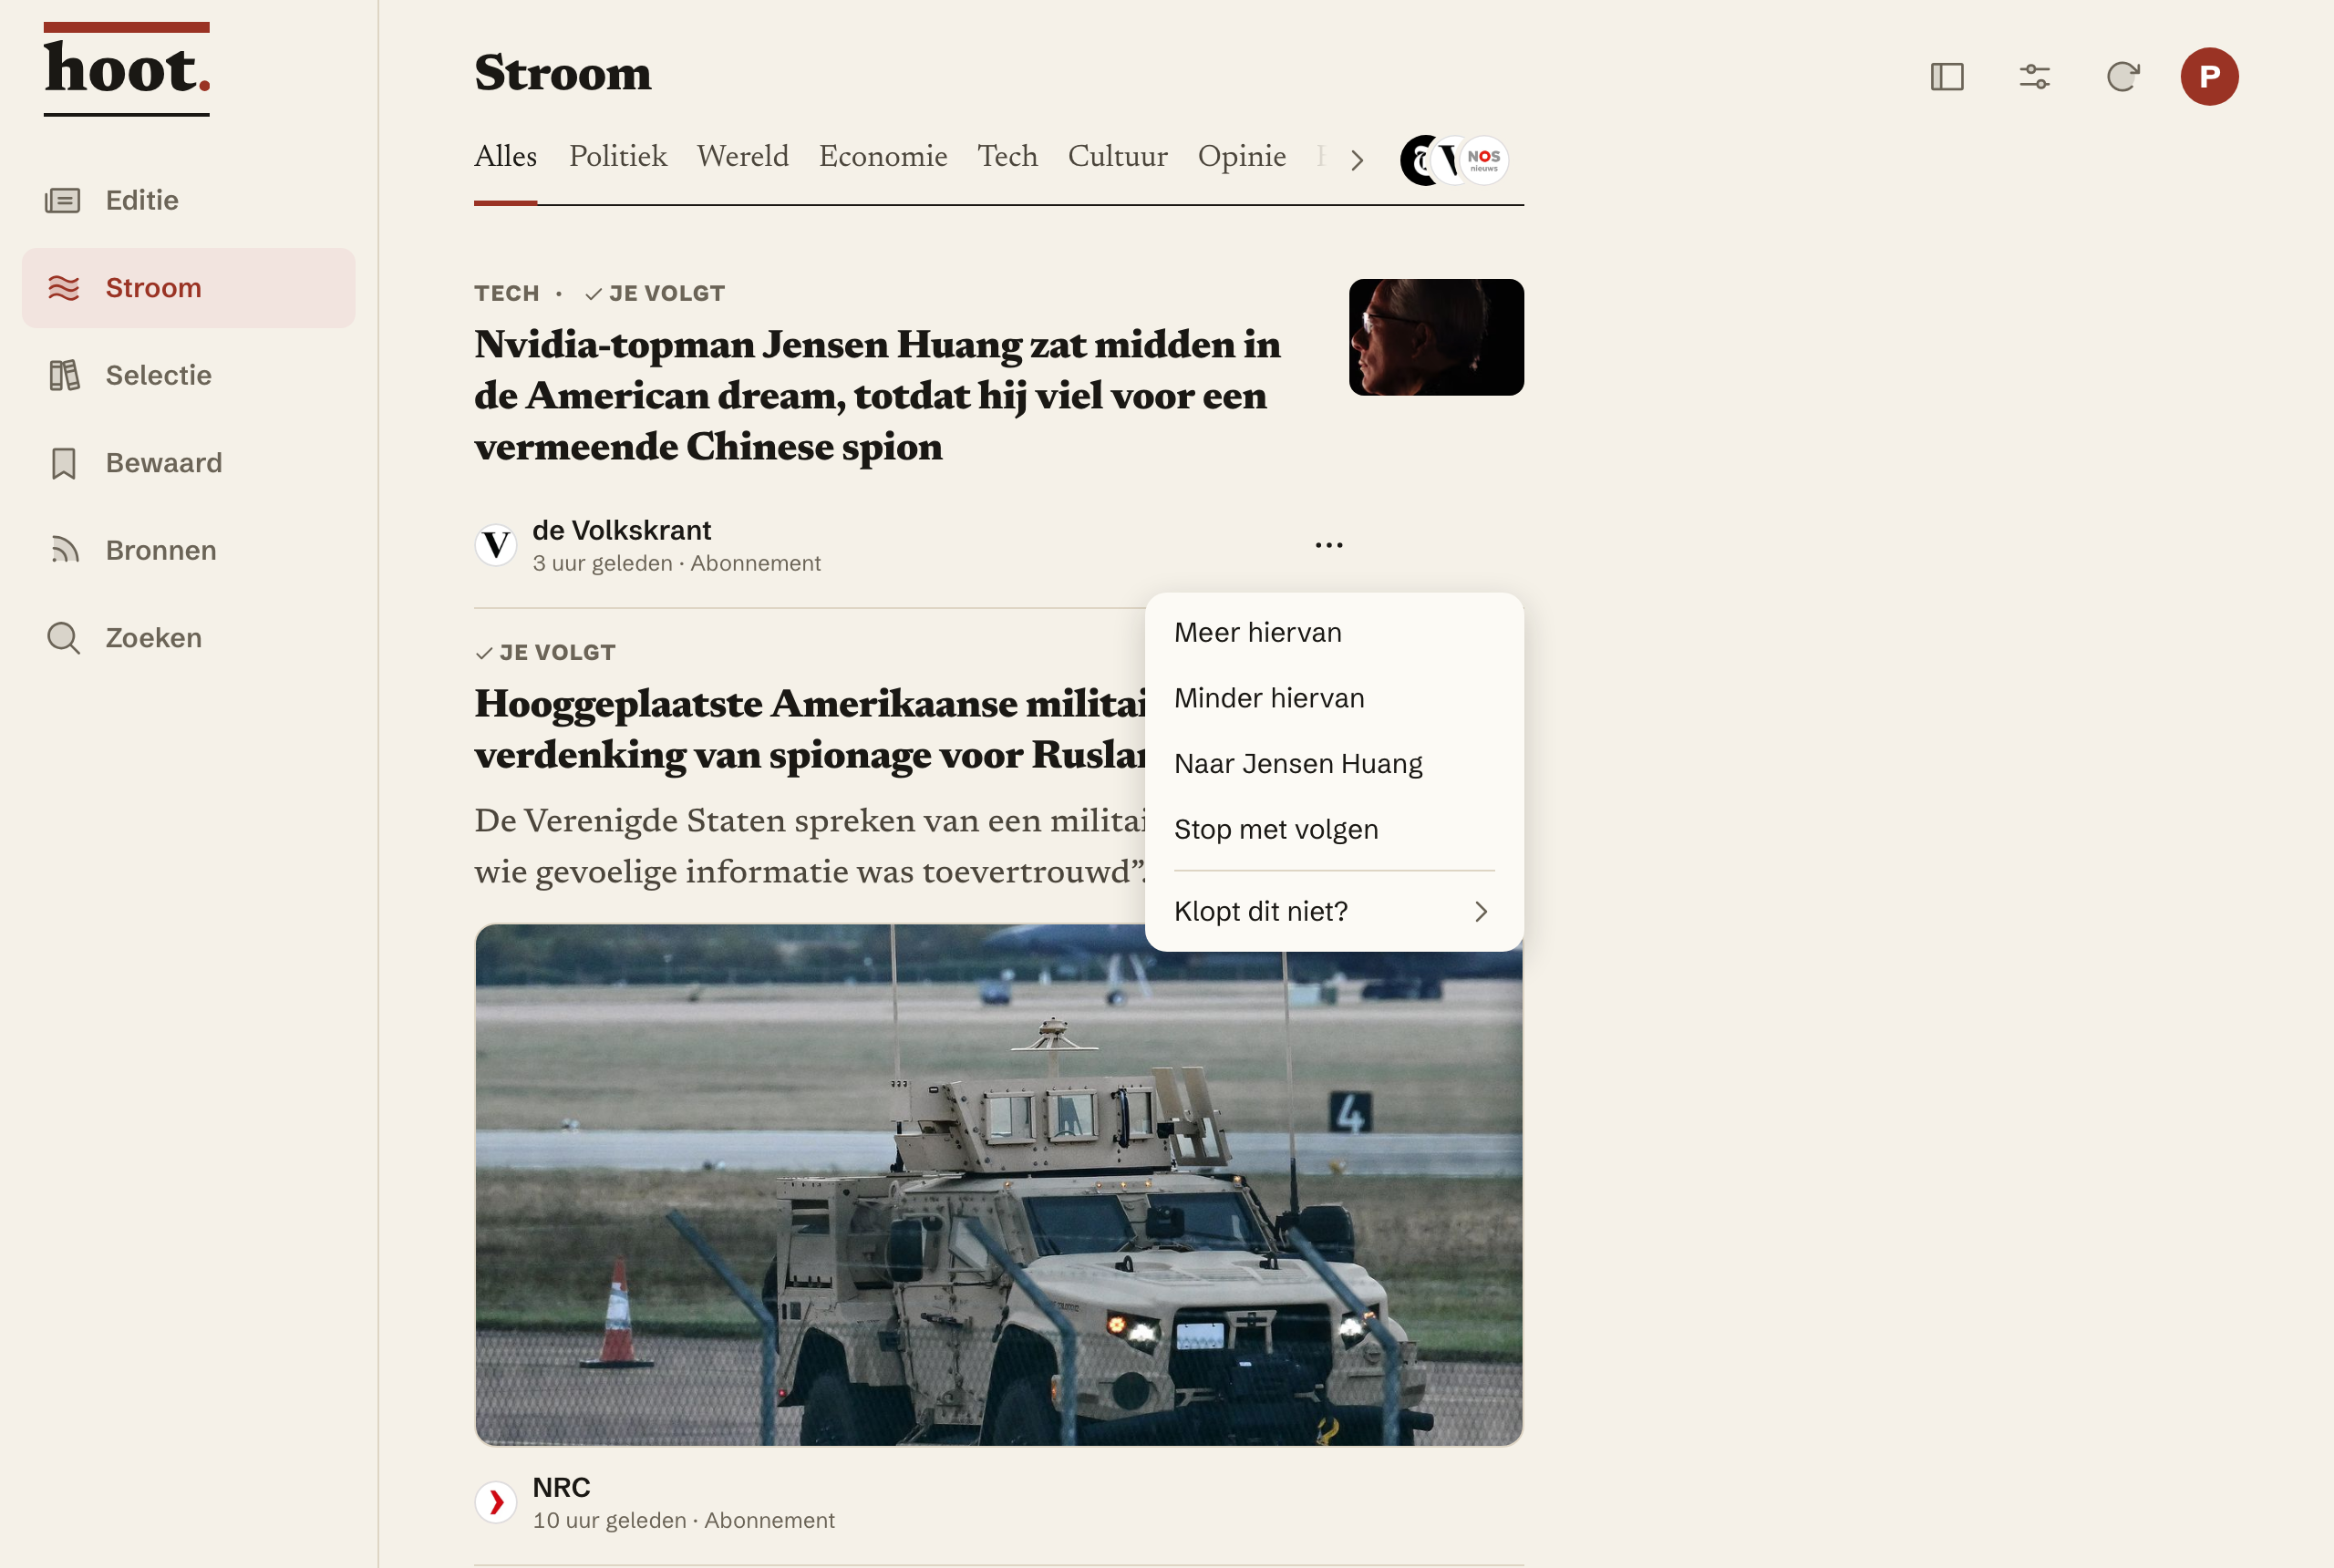 hoot.
Editie
Stroom
Selectie
Bewaard
Bronnen
Zoeken
Stroom
P
Alles Politiek Wereld Economie Tech Cultuur Opinie
V NOS
nieuws
TECH · JE VOLGT
Nvidia-topman Jensen Huang zat midden in
de American dream, totdat hij viel voor een
vermeende Chinese spion
V de Volkskrant
3 uur geleden · Abonnement
JE VOLGT
Hooggeplaatste Amerikaanse
verdenking van spionage voor
De Verenigde Staten spreken van een
wie gevoelige informatie was toevertrouwd”.
Meer hiervan
Minder hiervan
Naar Jensen Huang
Stop met volgen
Klopt dit niet?
4
NRC
10 uur geleden · Abonnement